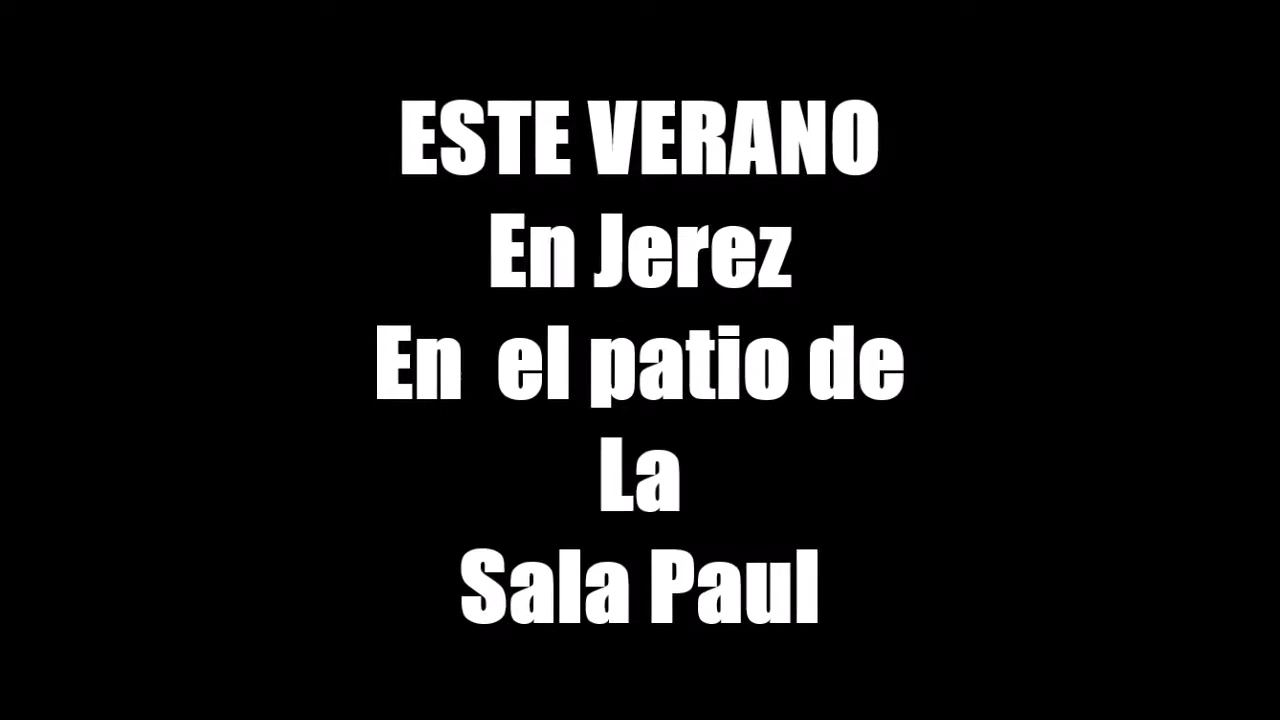 ESTE VERANO
En Jerez
En  el patio de
La
Sala Paul